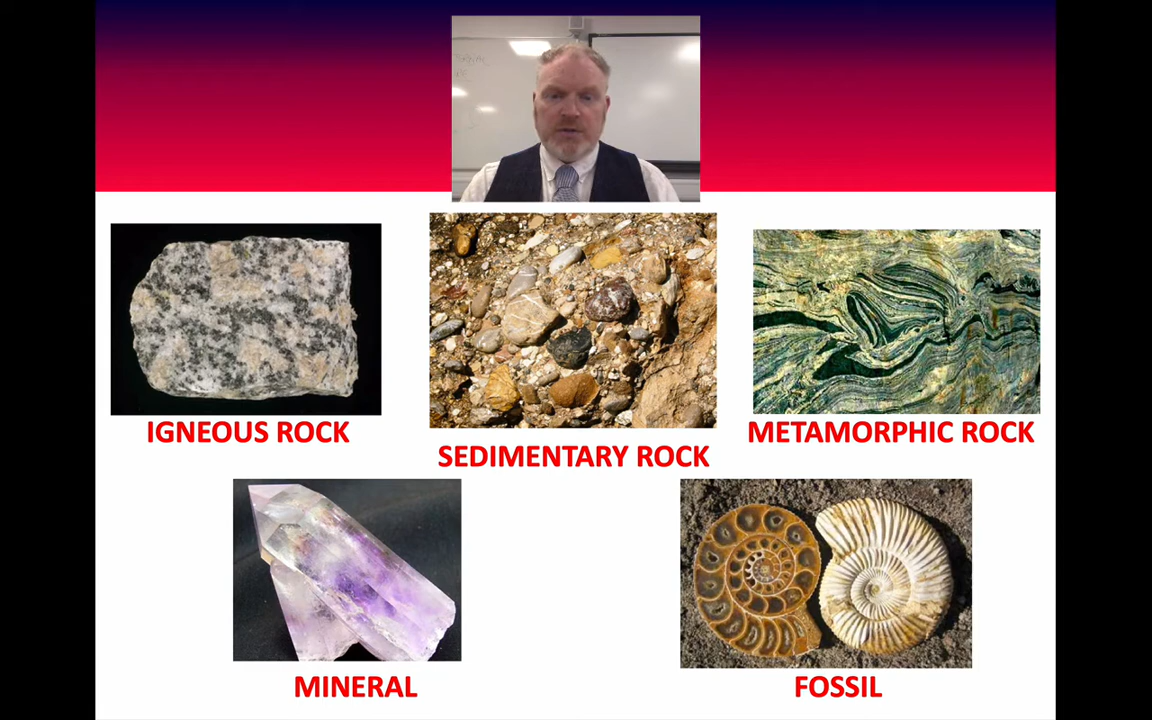 IGNEOUS ROCK
SEDIMENTARY ROCK
METAMORPHIC ROCK
MINERAL
FOSSIL